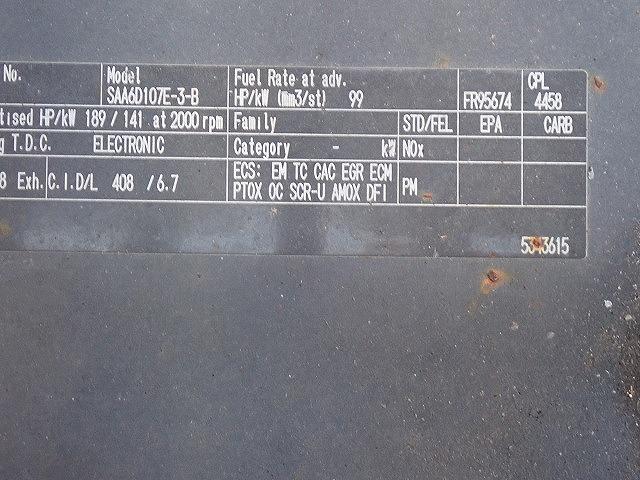 No. Model Fuel Rate at adv. CPL
SAA6D107E-3-B HP/kW (mm3/st) 99 FR95674 4458
tised HP/kW 189 / 141 at 2000 rpm Family STD/FEL EPA CARB
g T.D.C. ELECTRONIC Category - kW NOx
8 Exh. C.I.D/L 408 / 6.7 ECS: EM TC CAC EGR ECM PM
PTOX OC SCR-U AMOX DFI
5343615